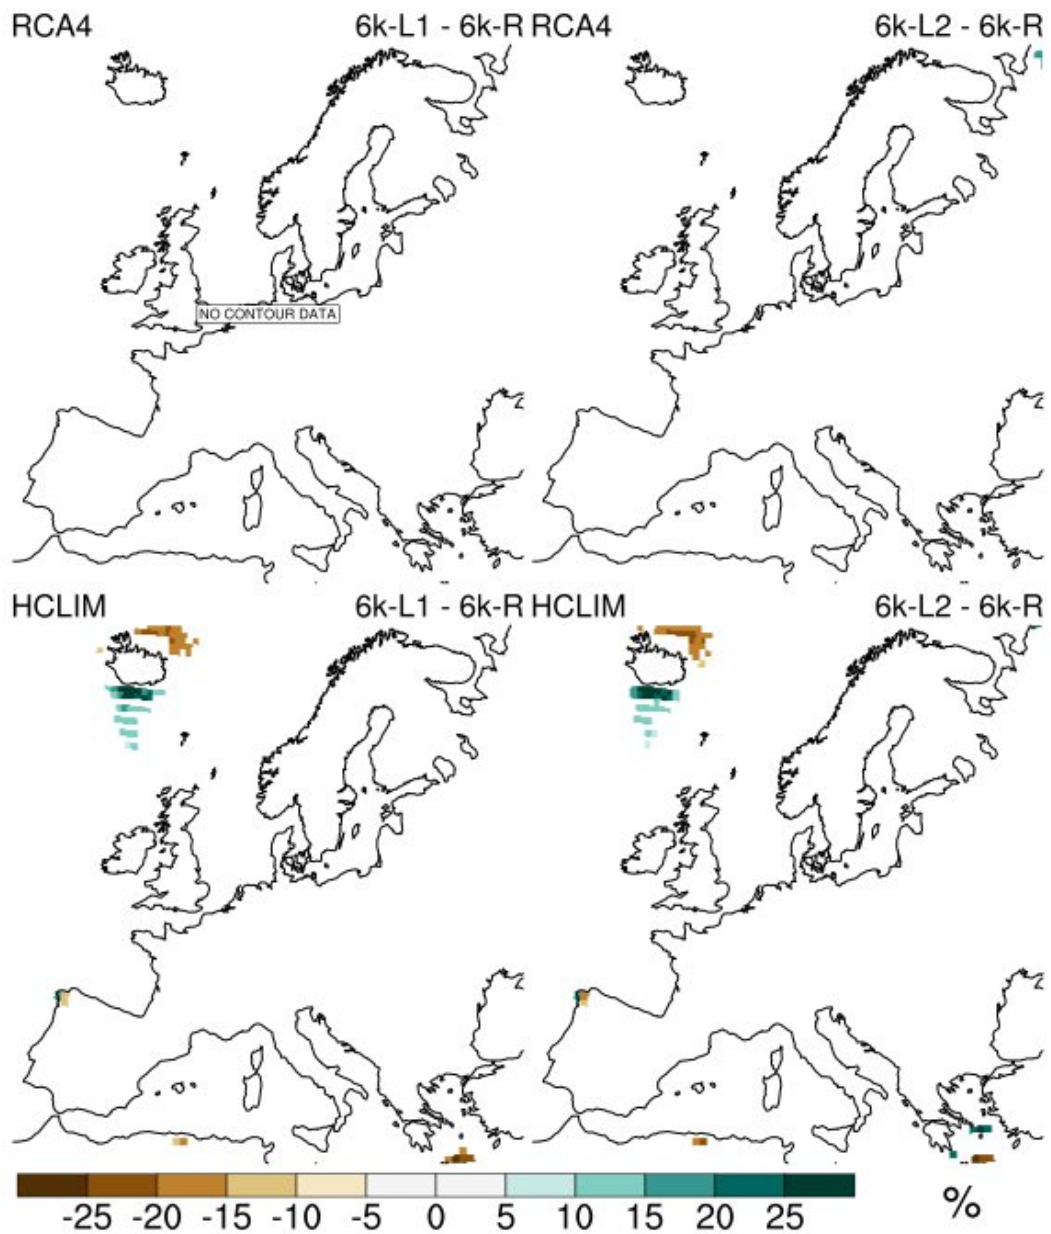 RCA4 6k-L1 - 6k-R RCA4 6k-L2 - 6k-R
NO CONTOUR DATA
HCLIM 6k-L1 - 6k-R HCLIM 6k-L2 - 6k-R
-25 -20 -15 -10 -5 0 5 10 15 20 25 %